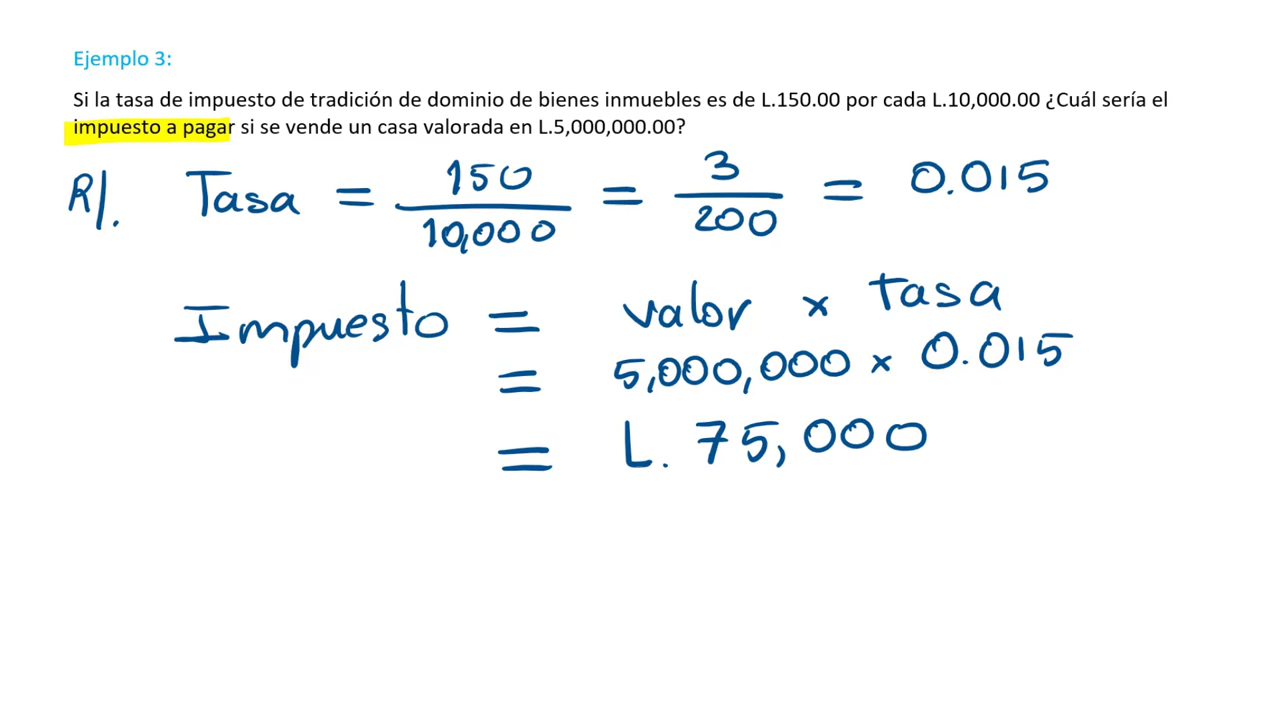 Ejemplo 3:
Si la tasa de impuesto de tradición de dominio de bienes inmuebles es de L.150.00 por cada L.10,000.00 ¿Cuál sería el
impuesto a pagar si se vende un casa valorada en L.5,000,000.00?
R/. Tasa = 150/10,000 = 3/200 = 0.015
Impuesto = valor x tasa
= 5,000,000 x 0.015
= L. 75,000